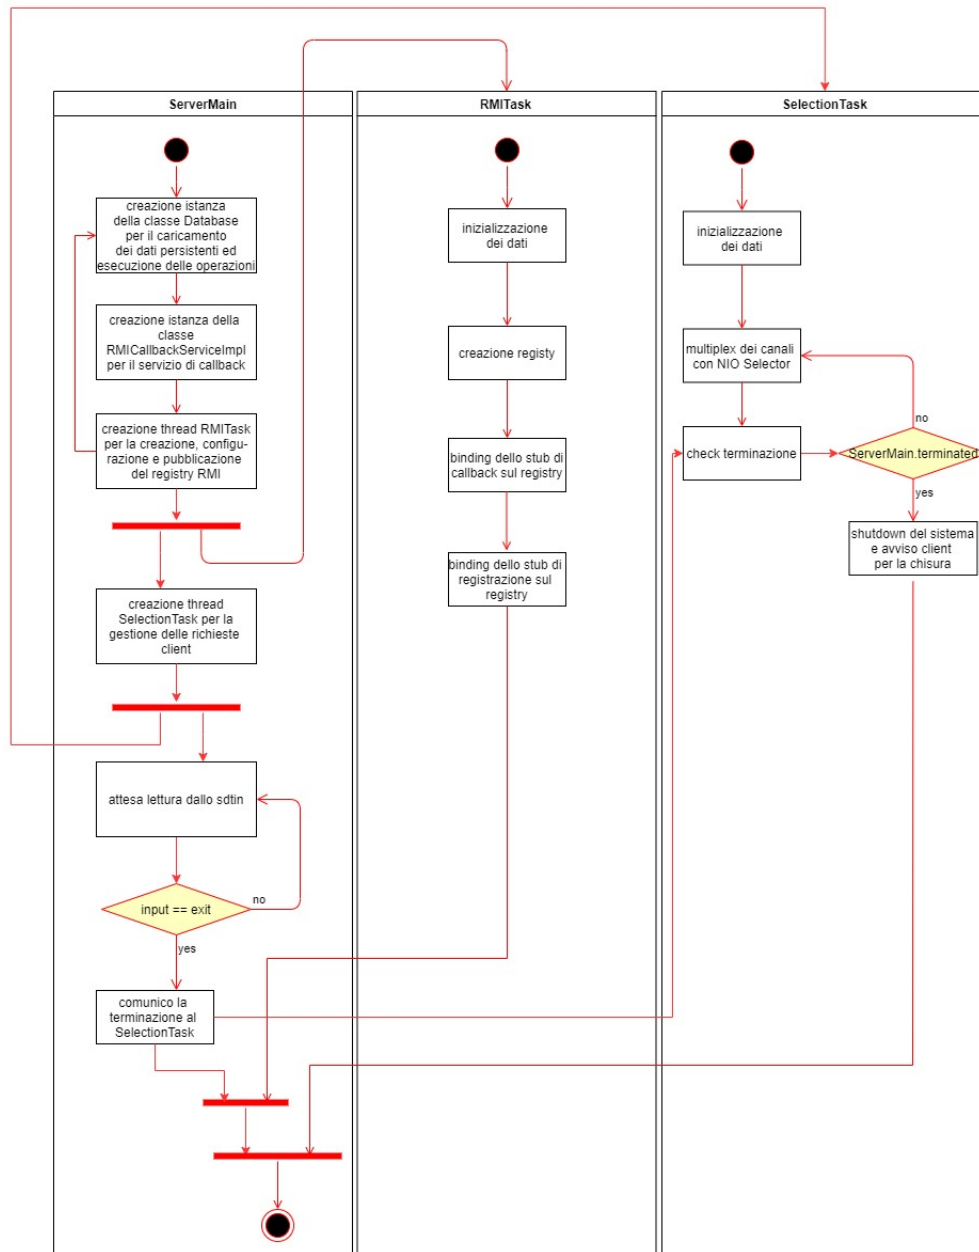 ServerMain
creazione istanza
della classe Database
per il caricamento
dei dati persistenti ed
esecuzione delle operazioni
creazione istanza della
classe
RMICallbackServiceImpl
per il servizio di callback
creazione thread RMITask
per la creazione, configu-
razione e pubblicazione
del registry RMI
creazione thread
SelectionTask per la
gestione delle richieste
client
attesa lettura dallo sdtin
input == exit
no
yes
comunico la
terminazione al
SelectionTask
RMITask
inizializzazione
dei dati
creazione registy
binding dello stub di
callback sul registry
binding dello stub di
registrazione sul
registry
SelectionTask
inizializzazione
dei dati
multiplex dei canali
con NIO Selector
check terminazione
no
ServerMain.terminated
yes
shutdown del sistema
e avviso client
per la chisura